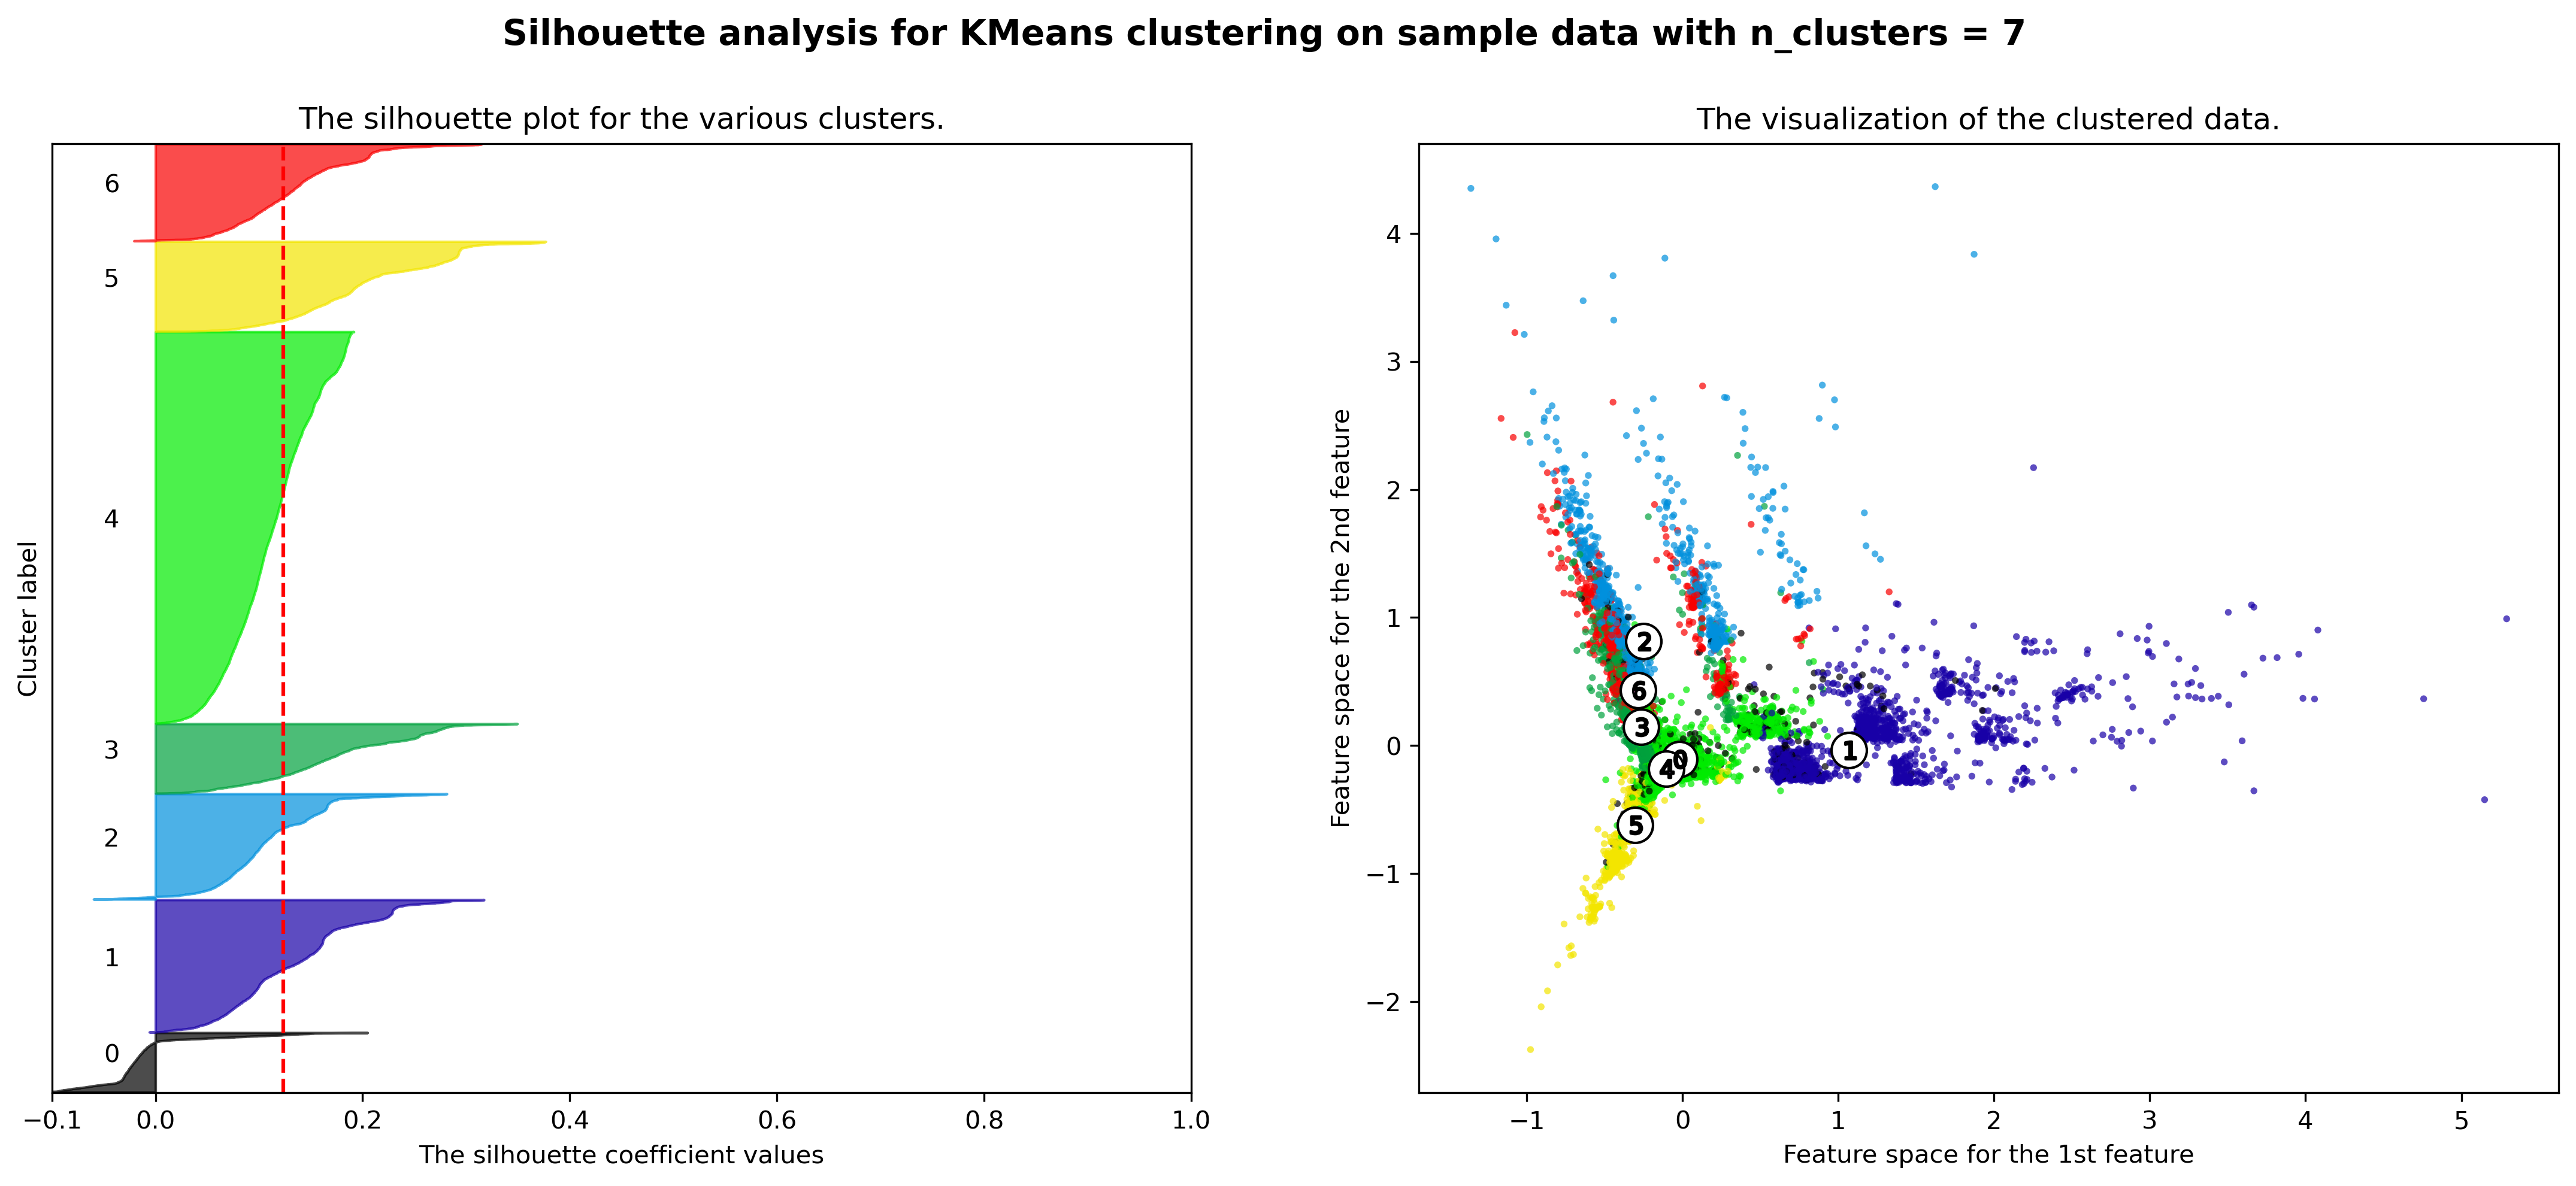 Silhouette analysis for KMeans clustering on sample data with n_clusters = 7
The silhouette plot for the various clusters.
Cluster label
6
5
4
3
2
1
0
−0.1 0.0 0.2 0.4 0.6 0.8 1.0
The silhouette coefficient values
The visualization of the clustered data.
Feature space for the 2nd feature
4
3
2
1
0
−1
−2
2
6
3
0
4
1
5
−1 0 1 2 3 4 5
Feature space for the 1st feature